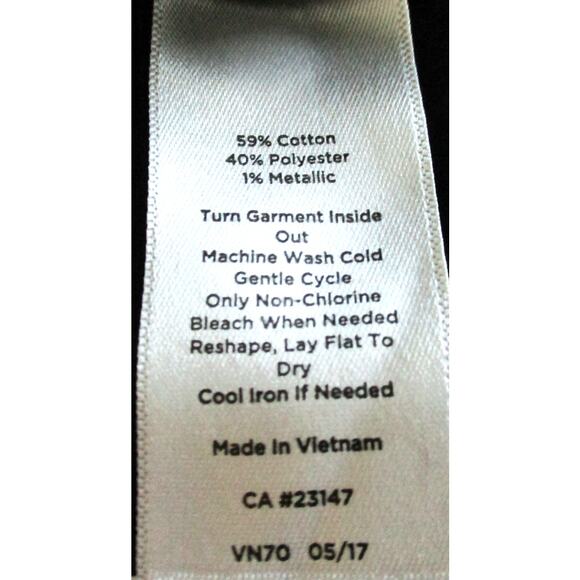 59% Cotton
40% Polyester
1% Metallic
Turn Garment Inside
Out
Machine Wash Cold
Gentle Cycle
Only Non-Chlorine
Bleach When Needed
Reshape, Lay Flat To
Dry
Cool Iron If Needed
Made In Vietnam
CA #23147
VN70 05/17